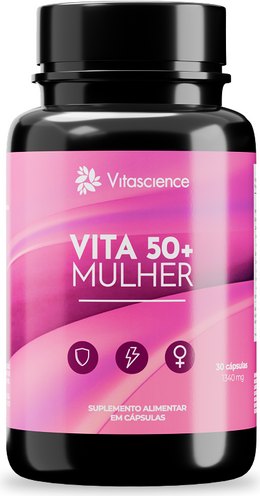 Vitascience
VITA 50+
MULHER
30 cápsulas
1340 mg
SUPLEMENTO ALIMENTAR
EM CÁPSULAS